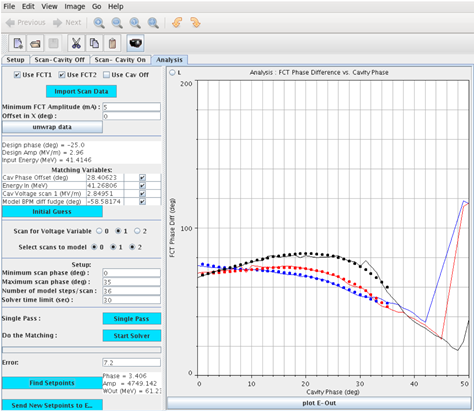 File Edit View Image Go Help
Previous Next
Setup Scan-Cavity Off Scan- Cavity On Analysis
Use FCT1 Use FCT2 Use Cav Off
Import Scan Data
Minimum FCT Amplitude (mA) : 5
Offset in X (deg) : 0
unwrap data
Design phase (deg) = -25.0
Design Amp (MV/m) = 2.96
Input Energy (MeV) = 41.4146
Matching Variables:
Cav Phase Offset (deg) 28.40623
Energy In (MeV) 41.26806
Cav Voltage scan 1 (MV/m) 2.84951
Model BPM diff fudge (deg) -58.58174
Initial Guess
Scan for Voltage Variable 0 1 2
Select scans to model 0 1 2
Setup:
Minimum scan phase (deg) : 0
Maximum scan phase (deg) : 35
Number of model steps/ scan : 36
Solver time limit (sec) : 30
Single Pass : Single Pass
Do the Matching : Start Solver
Error: 7.2
Find Setpoints
Phase = 3.406
Amp = 4749.142
WOut (MeV) = 61.2
Send New Setpoints to E...
L
Analysis : FCT Phase Difference vs. Cavity Phase
FCT Phase Diff (deg)
200
100
0
0 10 20 30 40 50
Cavity Phase (deg)
plot E-Out